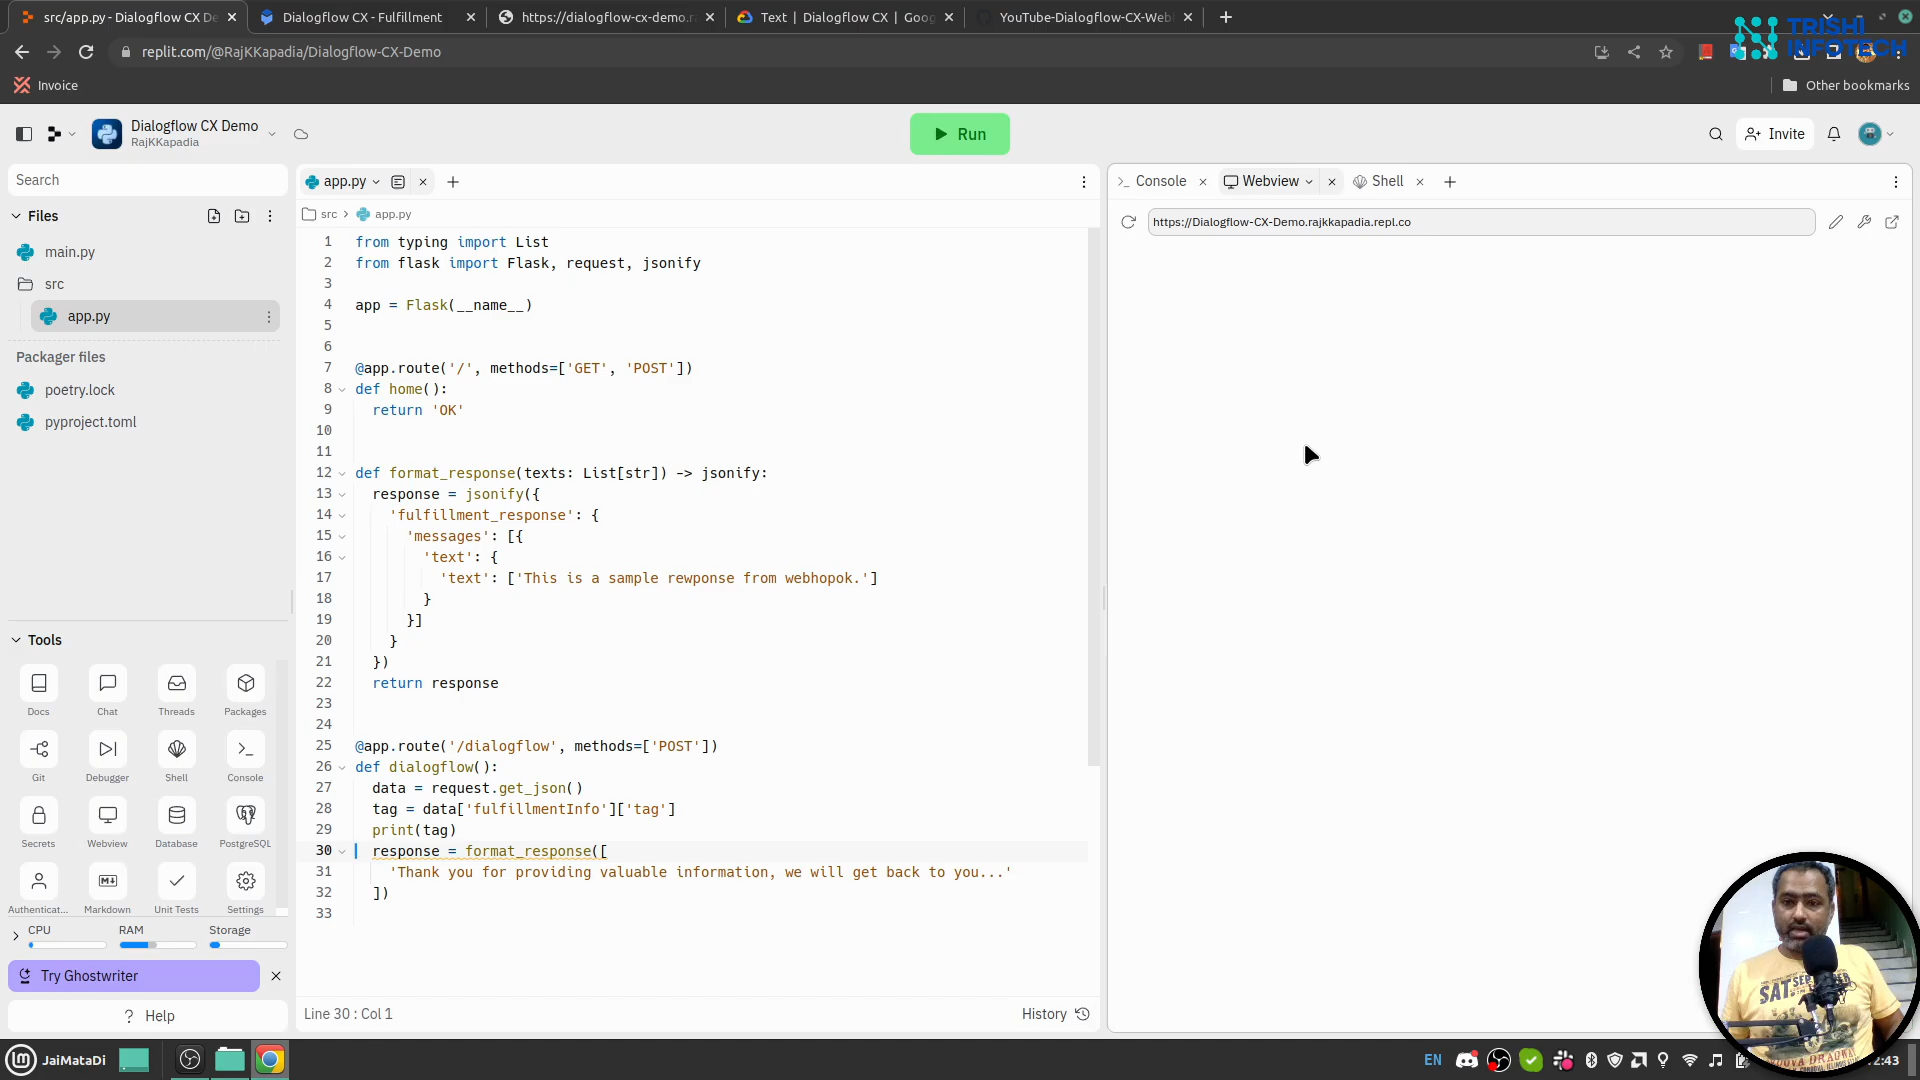 src/app.py - Dialogflow CX De
Dialogflow CX - Fulfillment
https://dialogflow-cx-demo.r
Text | Dialogflow CX | Goog
YouTube-Dialogflow-CX-Web
TRISHI
INFOTECH
replit.com/@RajKKapadia/Dialogflow-CX-Demo
Invoice
Other bookmarks
Dialogflow CX Demo
RajKKapadia
Run
Invite
Search
Files
main.py
src
app.py
Packager files
poetry.lock
pyproject.toml
Tools
Docs
Chat
Threads
Packages
Git
Debugger
Shell
Console
Secrets
Webview
Database
PostgreSQL
Authenticat...
Markdown
Unit Tests
Settings
CPU
RAM
Storage
Try Ghostwriter
? Help
app.py
src > app.py
1 from typing import List
2 from flask import Flask, request, jsonify
3
4 app = Flask(__name__)
5
6
7 @app.route('/', methods=['GET', 'POST'])
8 def home():
9 return 'OK'
10
11
12 def format_response(texts: List[str]) -> jsonify:
13 response = jsonify({
14 'fulfillment_response': {
15 'messages': [{
16 'text': {
17 'text': ['This is a sample rewponse from webhopok.']
18 }
19 }]
20 }
21 })
22 return response
23
24
25 @app.route('/dialogflow', methods=['POST'])
26 def dialogflow():
27 data = request.get_json()
28 tag = data['fulfillmentInfo']['tag']
29 print(tag)
30 response = format_response([
31 'Thank you for providing valuable information, we will get back to you...'
32 ])
33
Line 30 : Col 1
History
Console
Webview
Shell
https://Dialogflow-CX-Demo.rajkkapadia.repl.co
JaiMataDi
EN
2:43